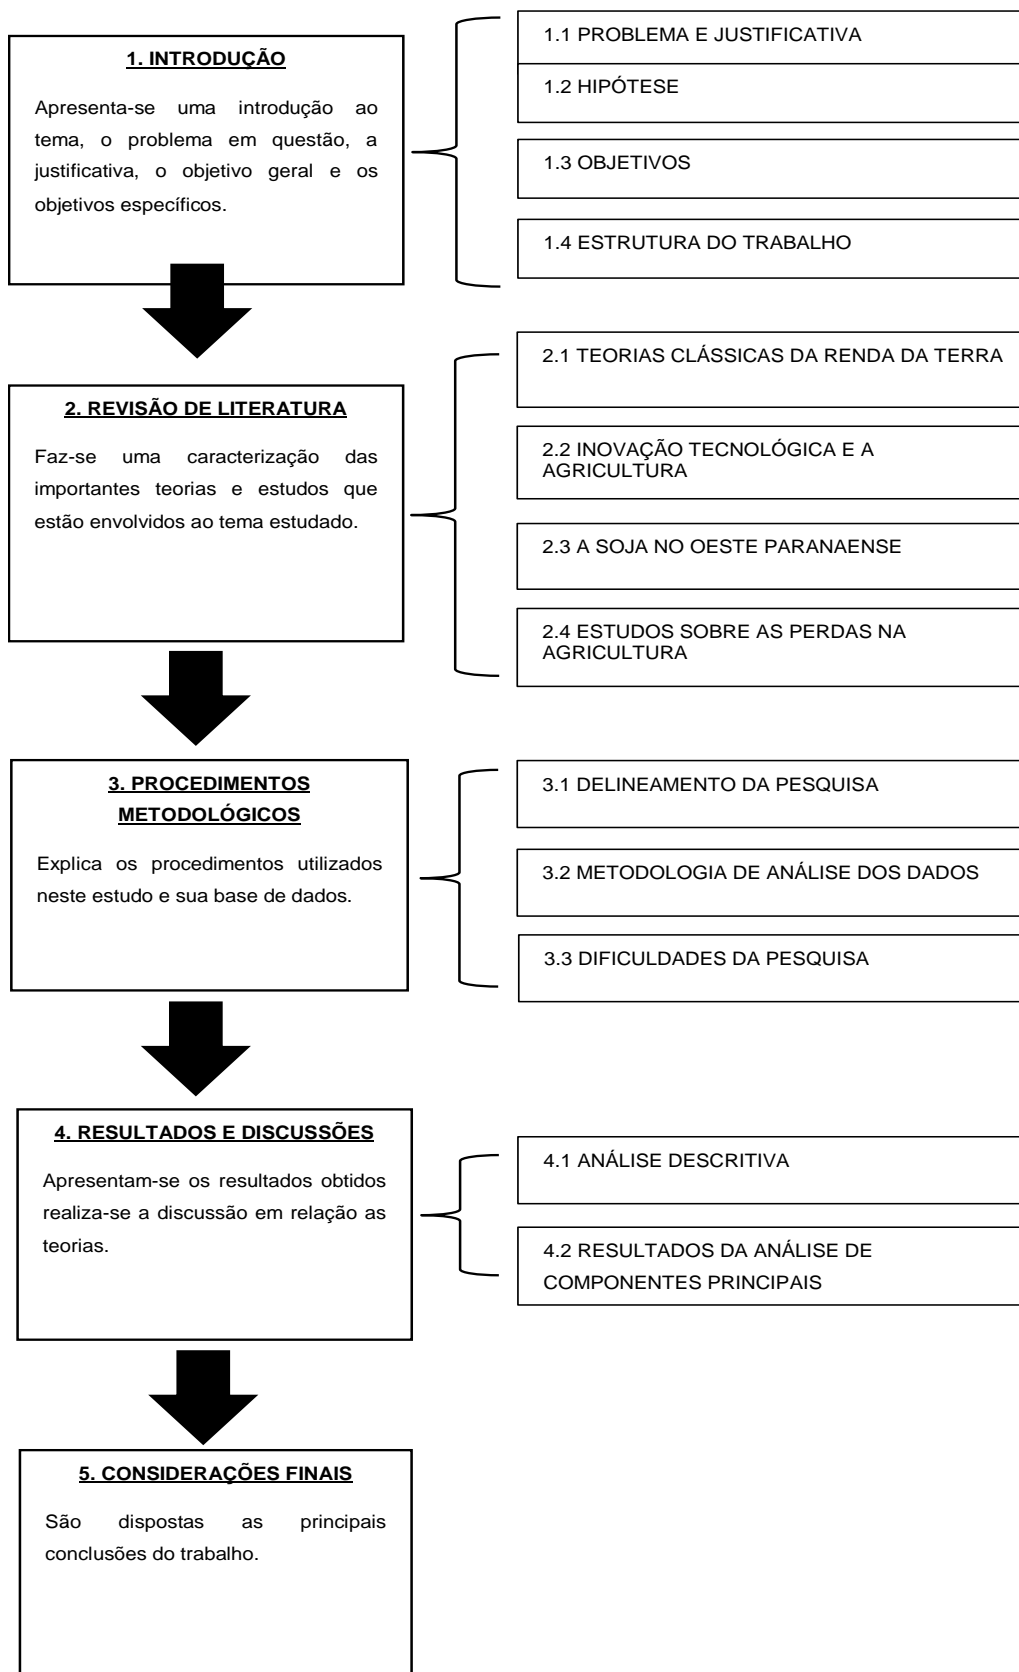 1. INTRODUÇÃO
Apresenta-se uma introdução ao
tema, o problema em questão, a
justificativa, o objetivo geral e os
objetivos específicos.
1.1 PROBLEMA E JUSTIFICATIVA
1.2 HIPÓTESE
1.3 OBJETIVOS
1.4 ESTRUTURA DO TRABALHO
2. REVISÃO DE LITERATURA
Faz-se uma caracterização das
importantes teorias e estudos que
estão envolvidos ao tema estudado.
2.1 TEORIAS CLÁSSICAS DA RENDA DA TERRA
2.2 INOVAÇÃO TECNOLÓGICA E A
AGRICULTURA
2.3 A SOJA NO OESTE PARANAENSE
2.4 ESTUDOS SOBRE AS PERDAS NA
AGRICULTURA
3. PROCEDIMENTOS
METODOLÓGICOS
Explica os procedimentos utilizados
neste estudo e sua base de dados.
3.1 DELINEAMENTO DA PESQUISA
3.2 METODOLOGIA DE ANÁLISE DOS DADOS
3.3 DIFICULDADES DA PESQUISA
4. RESULTADOS E DISCUSSÕES
Apresentam-se os resultados obtidos
realiza-se a discussão em relação as
teorias.
4.1 ANÁLISE DESCRITIVA
4.2 RESULTADOS DA ANÁLISE DE
COMPONENTES PRINCIPAIS
5. CONSIDERAÇÕES FINAIS
São dispostas as principais
conclusões do trabalho.